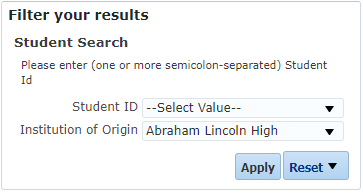 Filter your results
Student Search
Please enter (one or more semicolon-separated) Student
Id
Student ID --Select Value--
Institution of Origin Abraham Lincoln High
Apply Reset